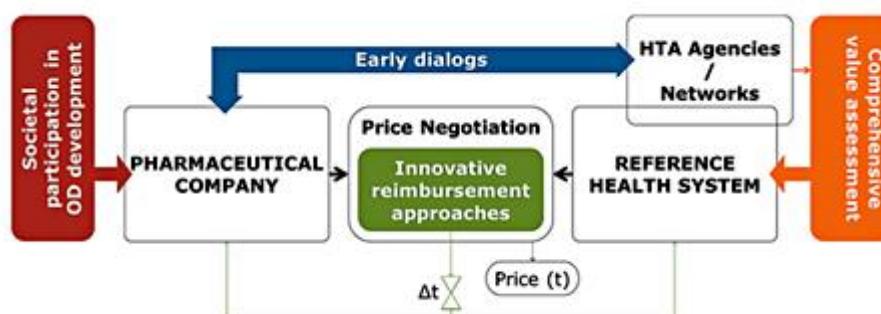 Societal
participation in
OD development
Early dialogs
HTA Agencies
/
Networks
Comprehensive
value assessment
PHARMACEUTICAL
COMPANY
Price Negotiation
Innovative
reimbursement
approaches
REFERENCE
HEALTH SYSTEM
Δt
Price (t)